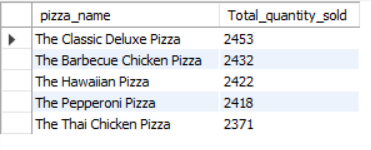 pizza_name Total_quantity_sold
The Classic Deluxe Pizza 2453
The Barbecue Chicken Pizza 2432
The Hawaiian Pizza 2422
The Pepperoni Pizza 2418
The Thai Chicken Pizza 2371